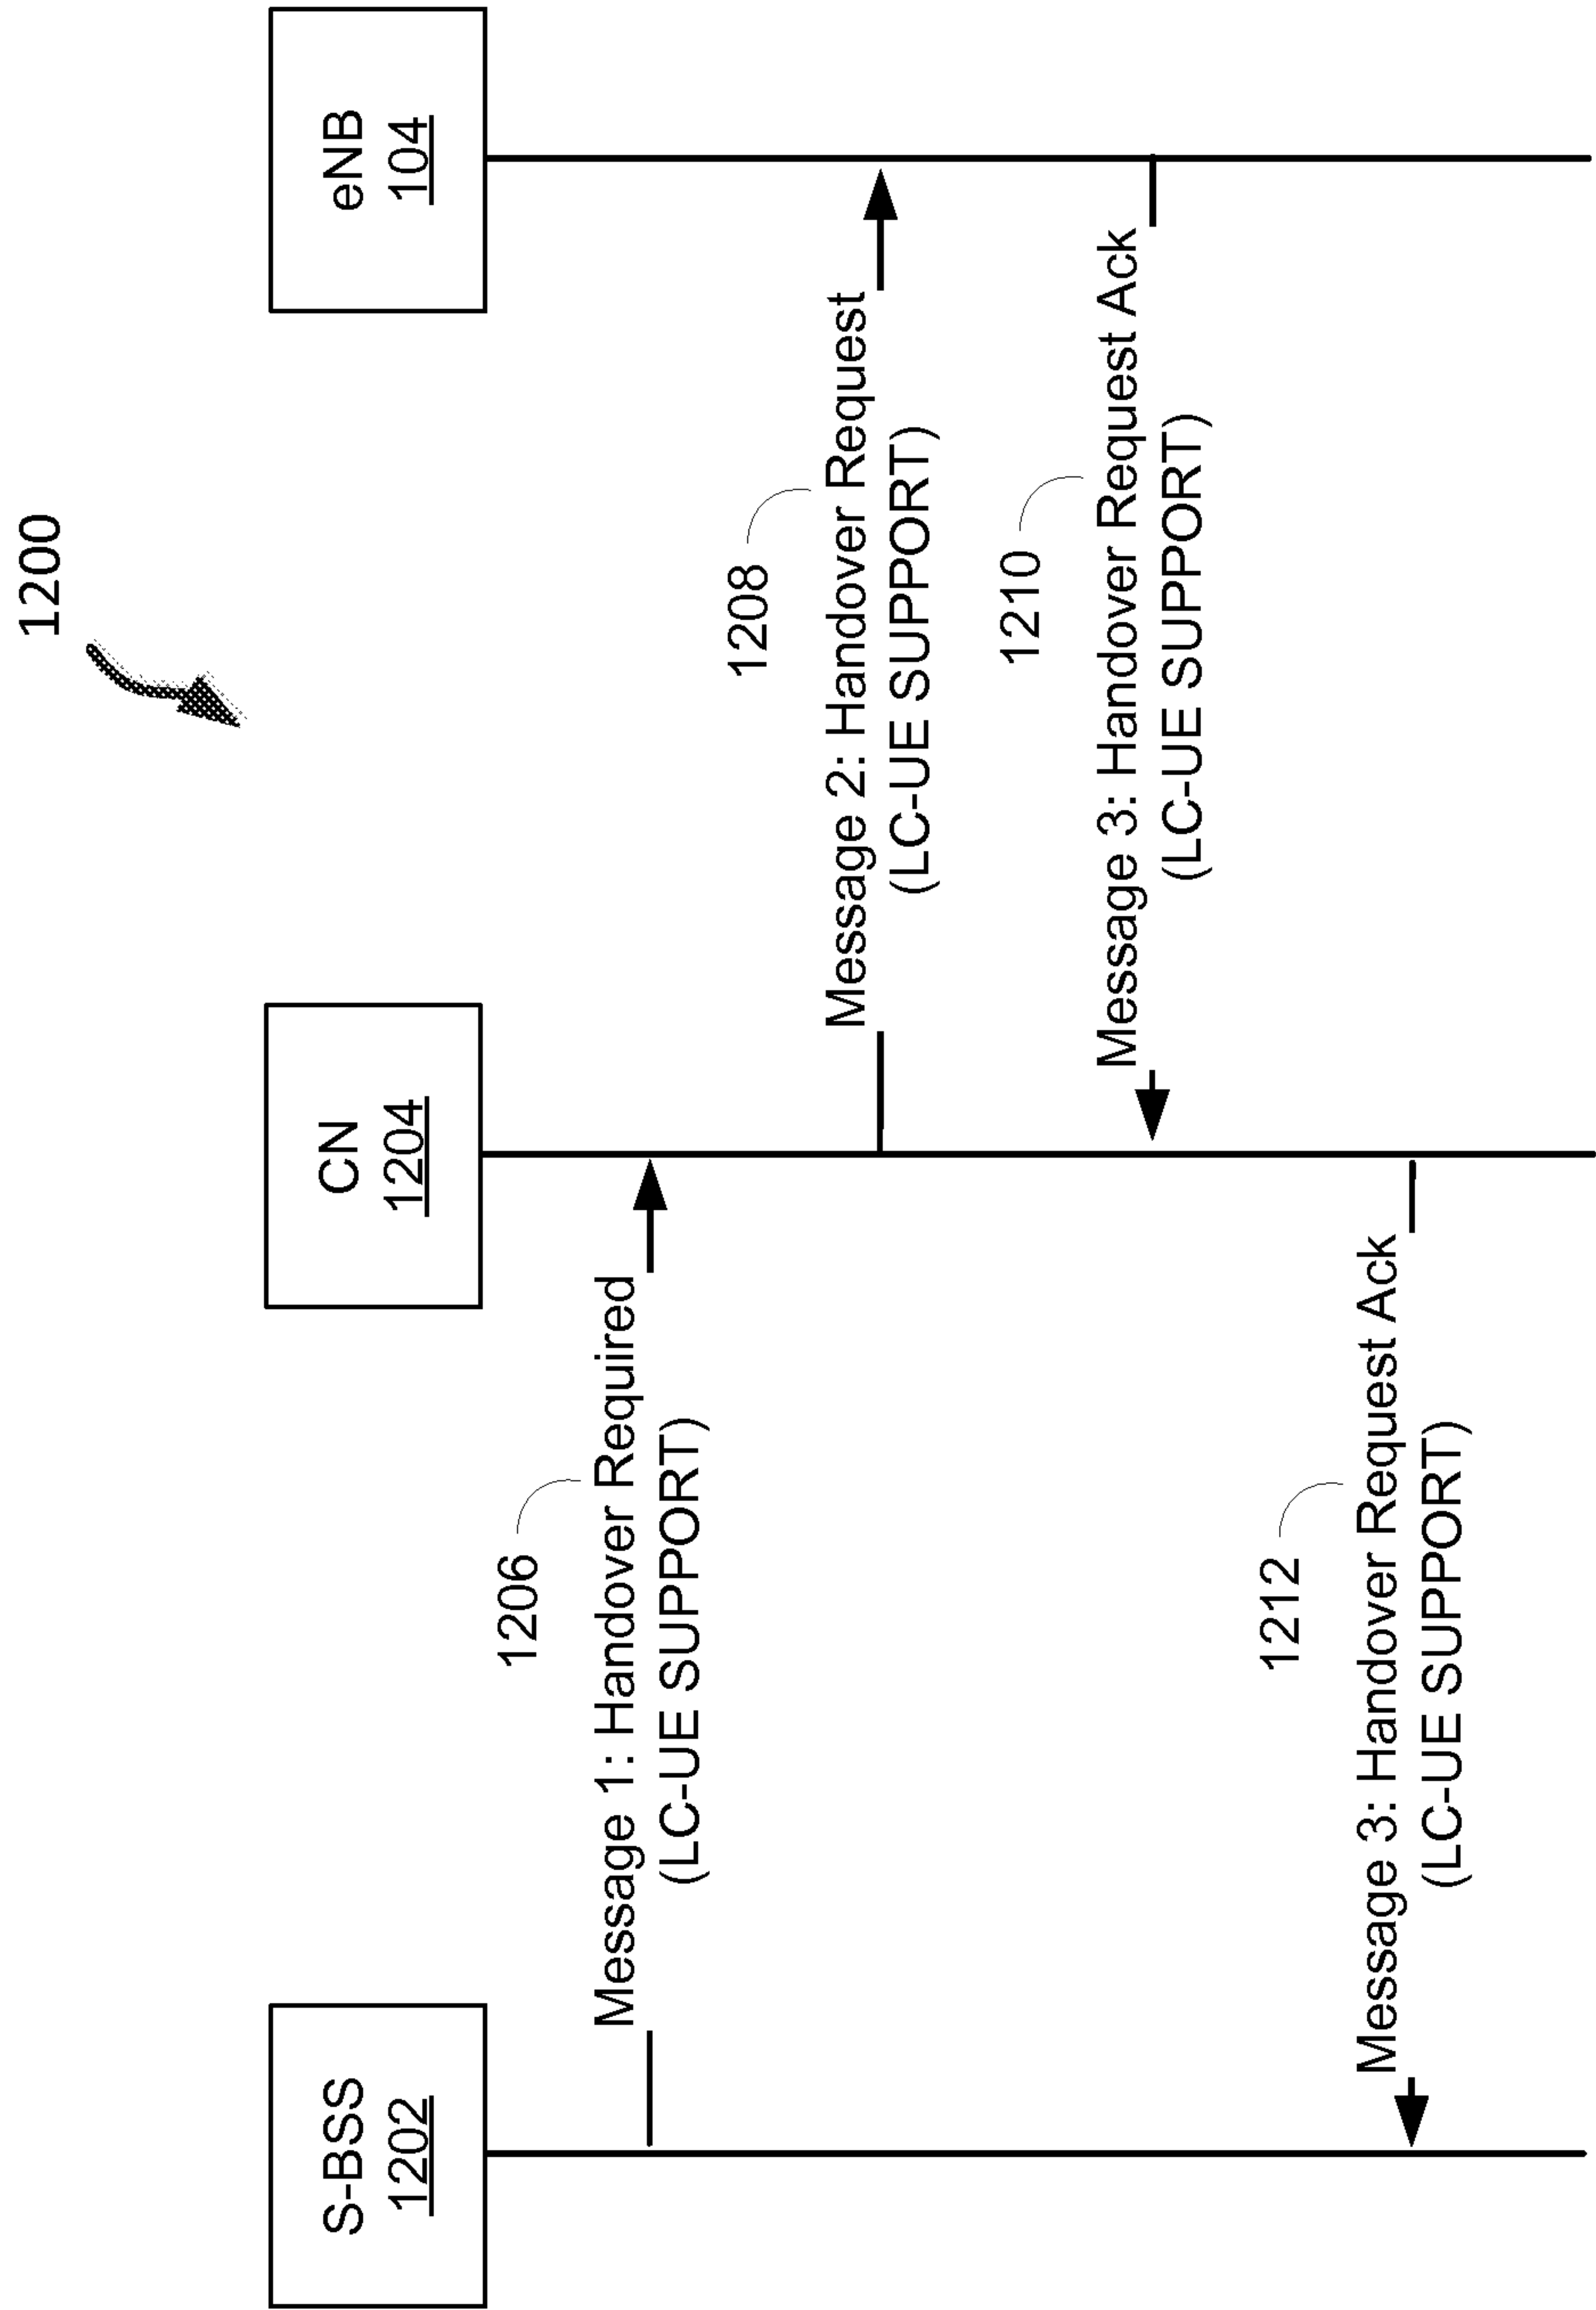 1200
S-BSS
1202
CN
1204
eNB
104
1206
Message 1: Handover Required
(LC-UE SUPPORT)
1208
Message 2: Handover Request
(LC-UE SUPPORT)
1210
Message 3: Handover Request Ack
(LC-UE SUPPORT)
1212
Message 3: Handover Request Ack
(LC-UE SUPPORT)